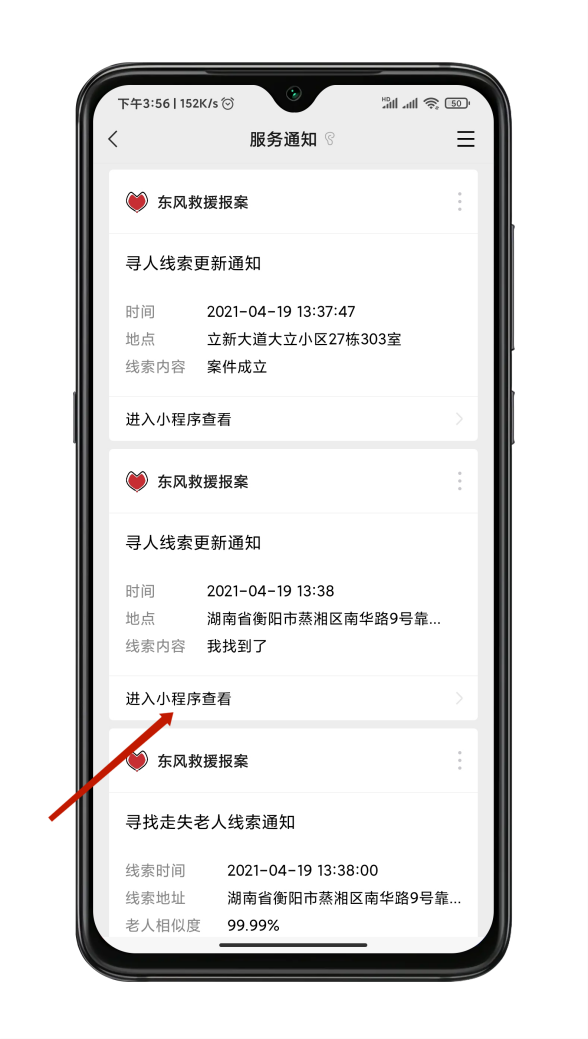 下午3:56 | 152K/s
HD
50
服务通知
东风救援报案
寻人线索更新通知
时间 2021-04-19 13:37:47
地点 立新大道大立小区27栋303室
线索内容 案件成立
进入小程序查看
东风救援报案
寻人线索更新通知
时间 2021-04-19 13:38
地点 湖南省衡阳市蒸湘区南华路9号靠...
线索内容 我找到了
进入小程序查看
东风救援报案
寻找走失老人线索通知
线索时间 2021-04-19 13:38:00
线索地址 湖南省衡阳市蒸湘区南华路9号靠...
老人相似度 99.99%